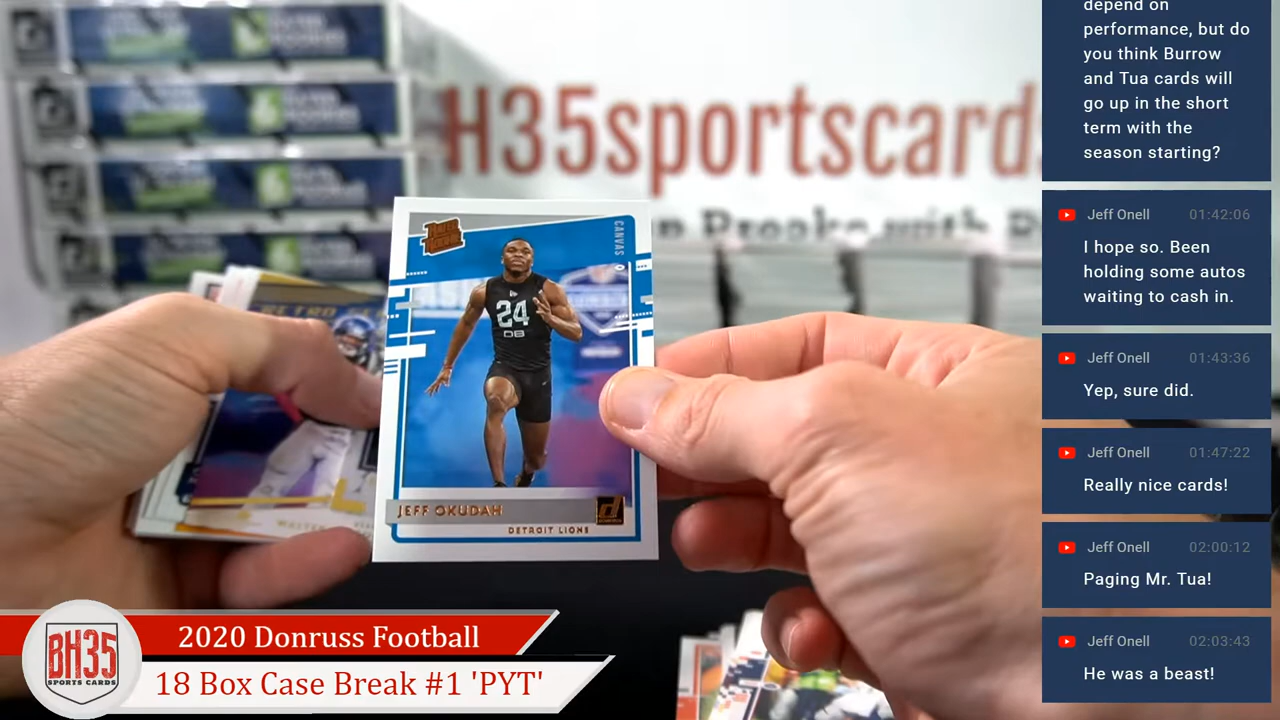 H35sportscards
RATED ROOKIE
CANVAS
24
DB
JEFF OKUDAH
DETROIT LIONS
RETRO
WALTER
BH35
SPORTS CARDS
2020 Donruss Football
18 Box Case Break #1 'PYT'
depend on
performance, but do
you think Burrow
and Tua cards will
go up in the short
term with the
season starting?
Jeff Onell 01:42:06
I hope so. Been
holding some autos
waiting to cash in.
Jeff Onell 01:43:36
Yep, sure did.
Jeff Onell 01:47:22
Really nice cards!
Jeff Onell 02:00:12
Paging Mr. Tua!
Jeff Onell 02:03:43
He was a beast!